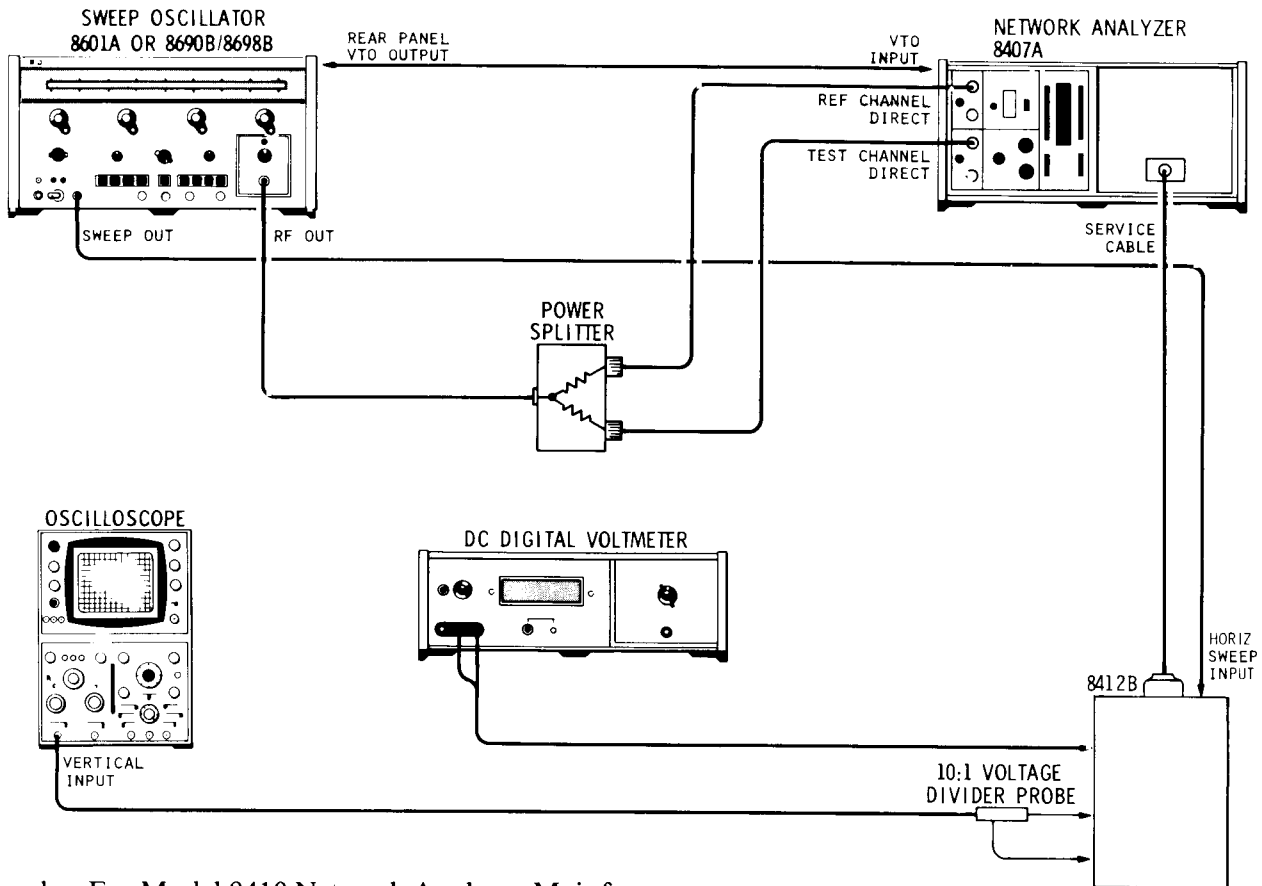 SWEEP OSCILLATOR
8601A OR 8690B/8698B
REAR PANEL
VTO OUTPUT
VTO
INPUT
NETWORK ANALYZER
8407A
REF CHANNEL
DIRECT
TEST CHANNEL
DIRECT
SWEEP OUT
RF OUT
SERVICE
CABLE
POWER
SPLITTER
OSCILLOSCOPE
DC DIGITAL VOLTMETER
HORIZ
SWEEP
INPUT
8412B
VERTICAL
INPUT
10:1 VOLTAGE
DIVIDER PROBE